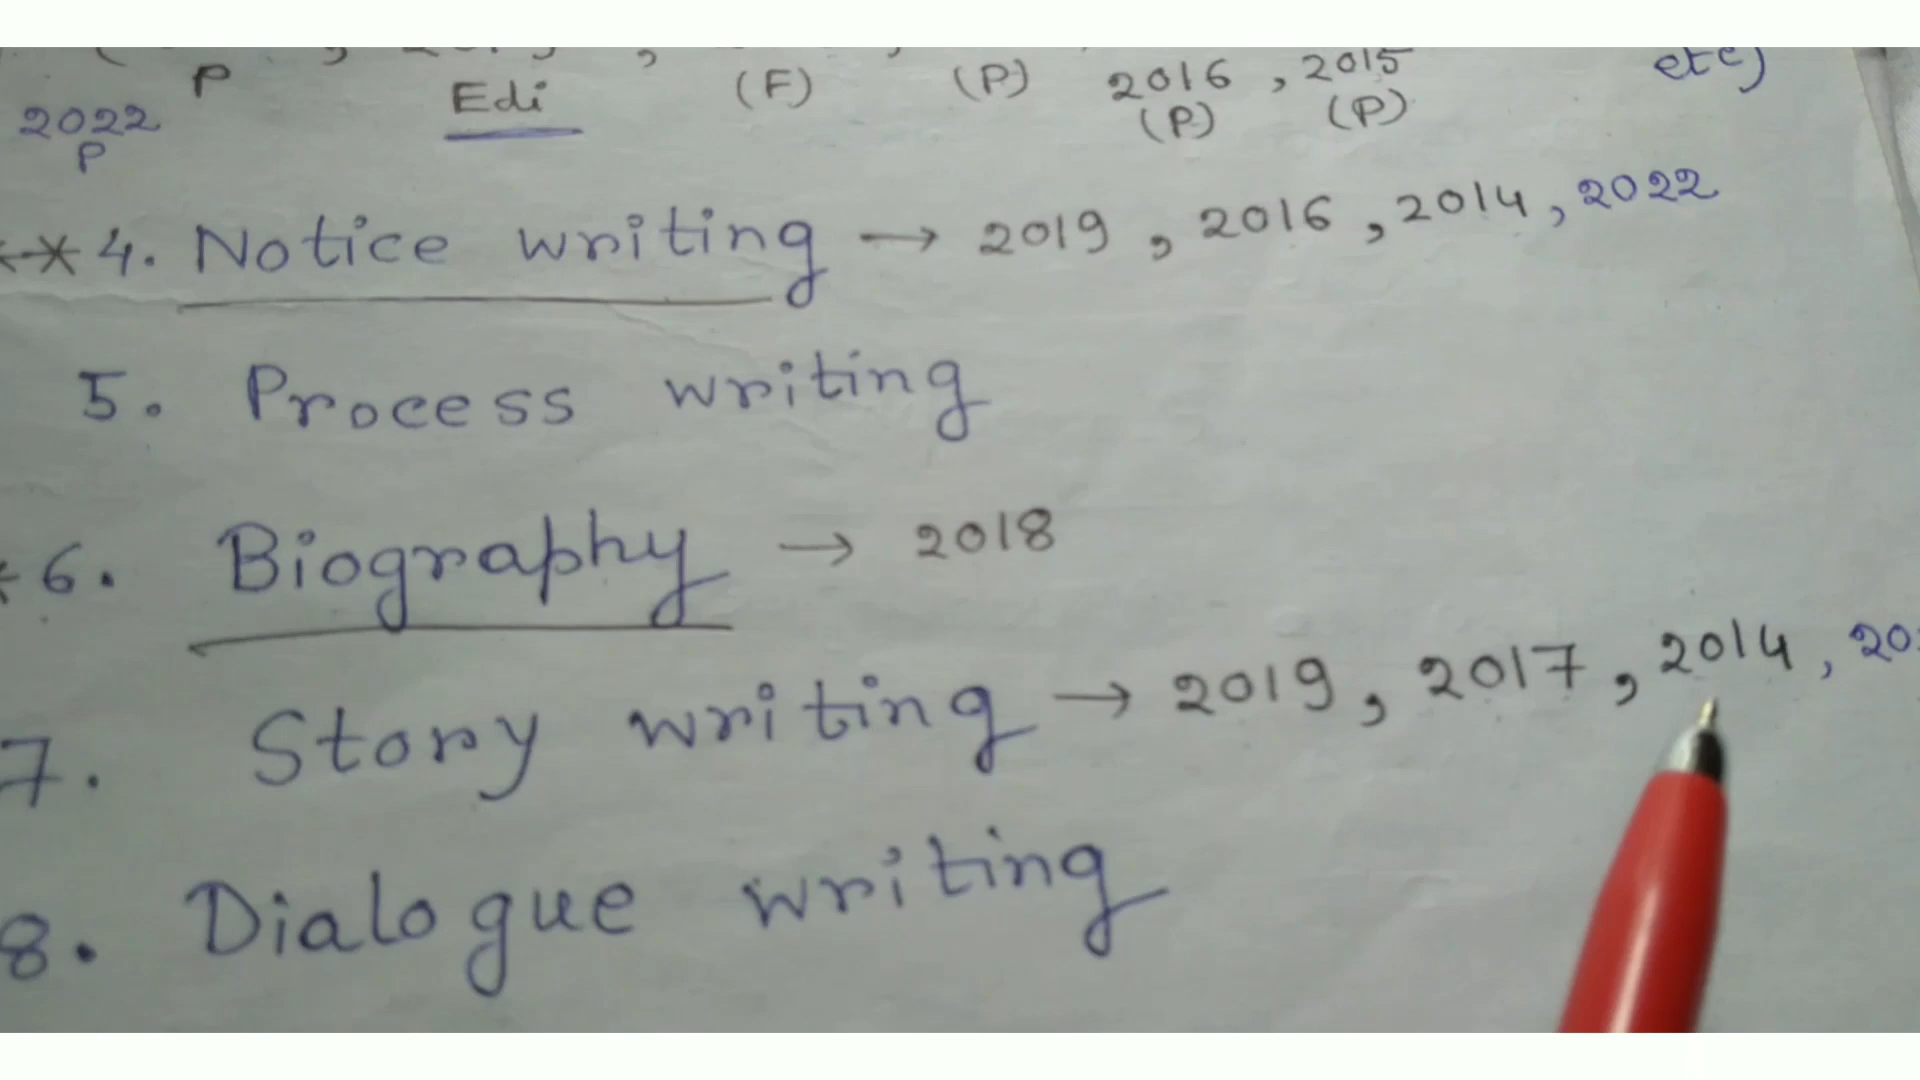 P Edi (F) (P) 2016, 2015 etc)
2022 (P) (P)
P
* 4. Notice writing → 2019, 2016, 2014, 2022
5. Process writing
6. Biography → 2018
7. Story writing → 2019, 2017, 2014,
8. Dialogue writing